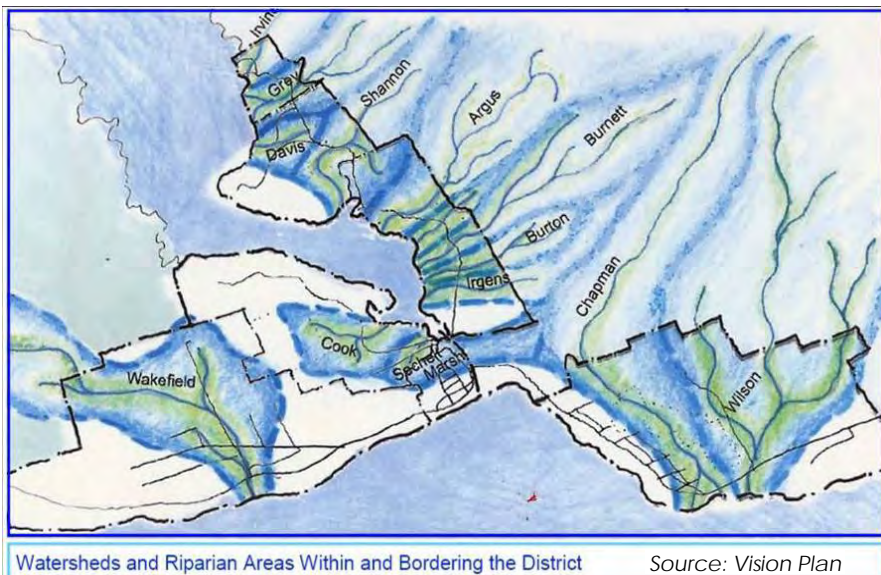 Irvine
Grey
Shannon
Argus
Davis
Burnett
Burton
Irgens
Chapman
Cook
Sechelt
Marsh
Wakefield
Wilson
Watersheds and Riparian Areas Within and Bordering the District
Source: Vision Plan